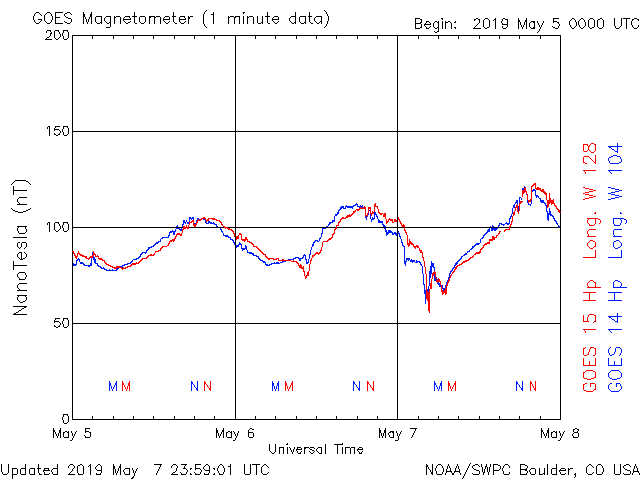 GOES Magnetometer (1 minute data)
Begin: 2019 May 5 0000 UTC
200
150
100
50
0
NanoTesla (nT)
GOES 15 Hp Long. W 128
GOES 14 Hp Long. W 104
M M N N M M N N M M N N
May 5 May 6 May 7 May 8
Universal Time
Updated 2019 May 7 23:59:01 UTC
NOAA/SWPC Boulder, CO USA